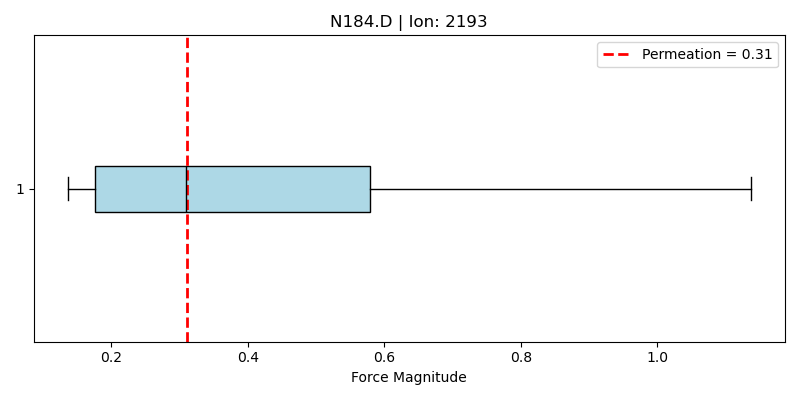 N184.D | Ion: 2193
Permeation = 0.31
1
0.2 0.4 0.6 0.8 1.0
Force Magnitude